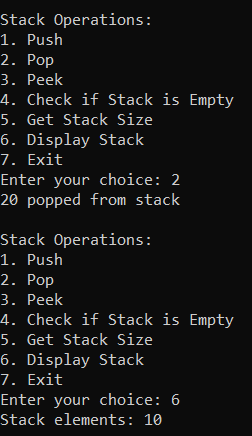 Stack Operations:
1. Push
2. Pop
3. Peek
4. Check if Stack is Empty
5. Get Stack Size
6. Display Stack
7. Exit
Enter your choice: 2
20 popped from stack
Stack Operations:
1. Push
2. Pop
3. Peek
4. Check if Stack is Empty
5. Get Stack Size
6. Display Stack
7. Exit
Enter your choice: 6
Stack elements: 10